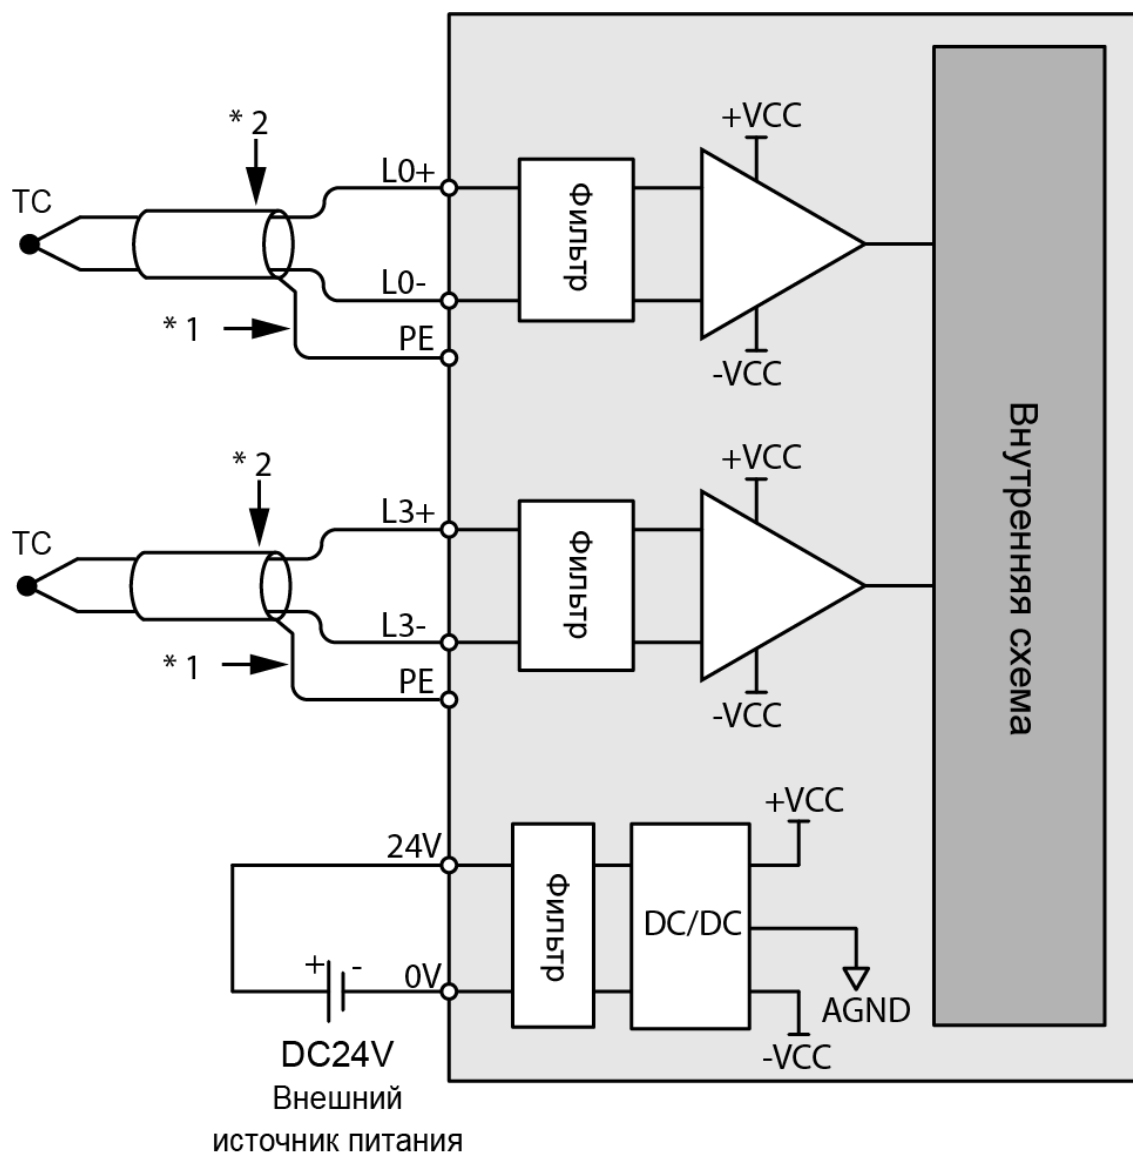 +VCC
* 2
TC
L0+
Фильтр
L0-
* 1
PE
-VCC
+VCC
* 2
TC
L3+
Фильтр
L3-
* 1
PE
-VCC
Внутренняя схема
+VCC
24V
Фильтр
DC/DC
+ -
0V
AGND
-VCC
DC24V
Внешний
источник питания